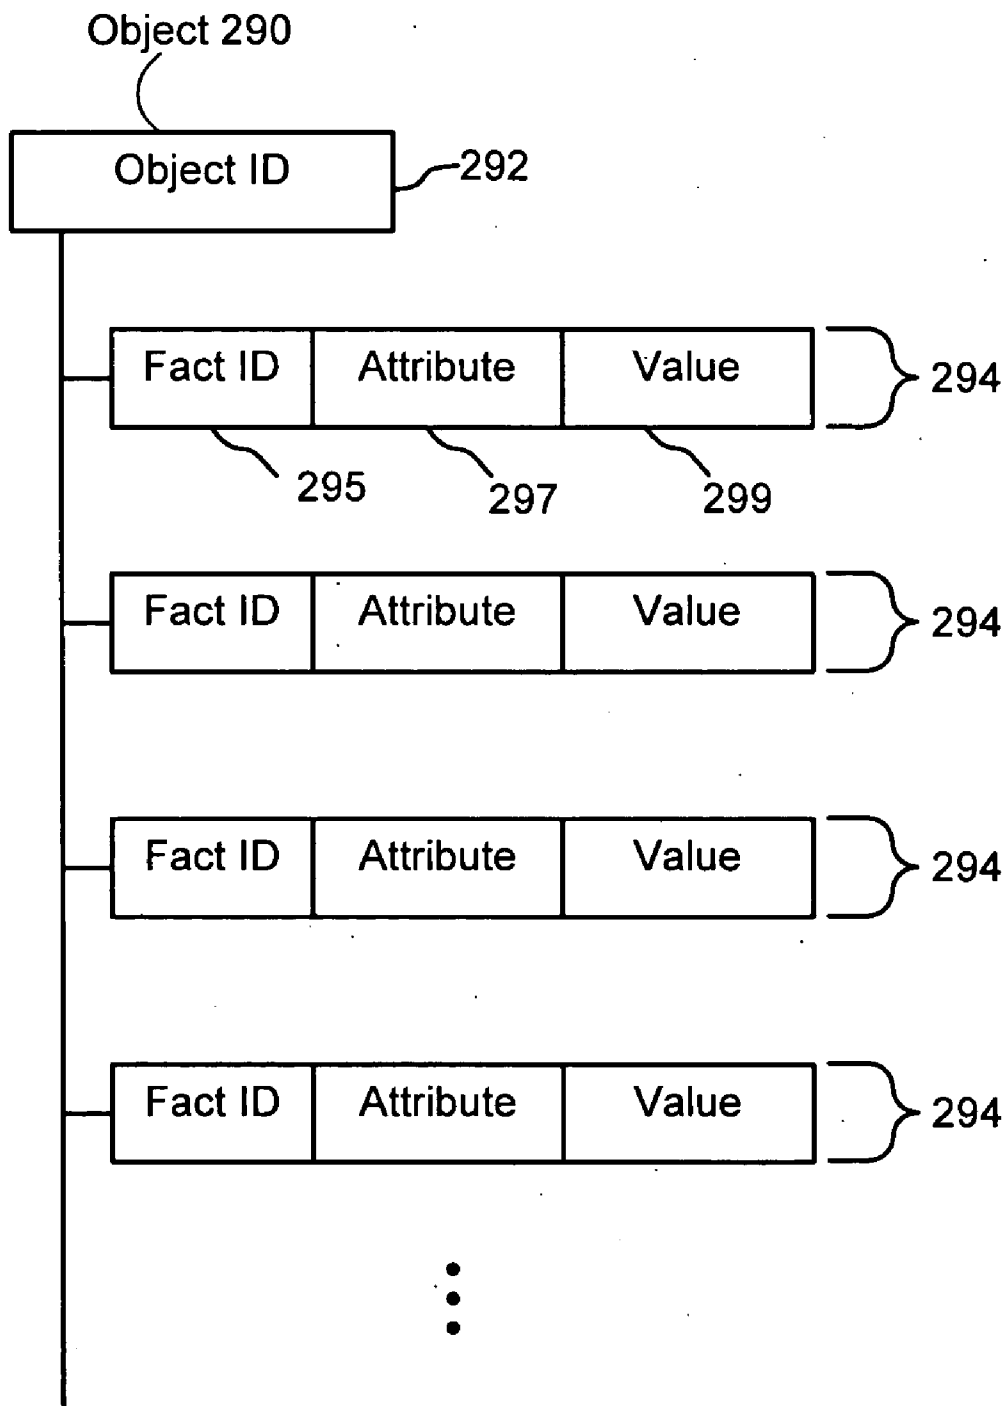 Object 290
Object ID
292
Fact ID Attribute Value 294
295 297 299
Fact ID Attribute Value 294
Fact ID Attribute Value 294
Fact ID Attribute Value 294